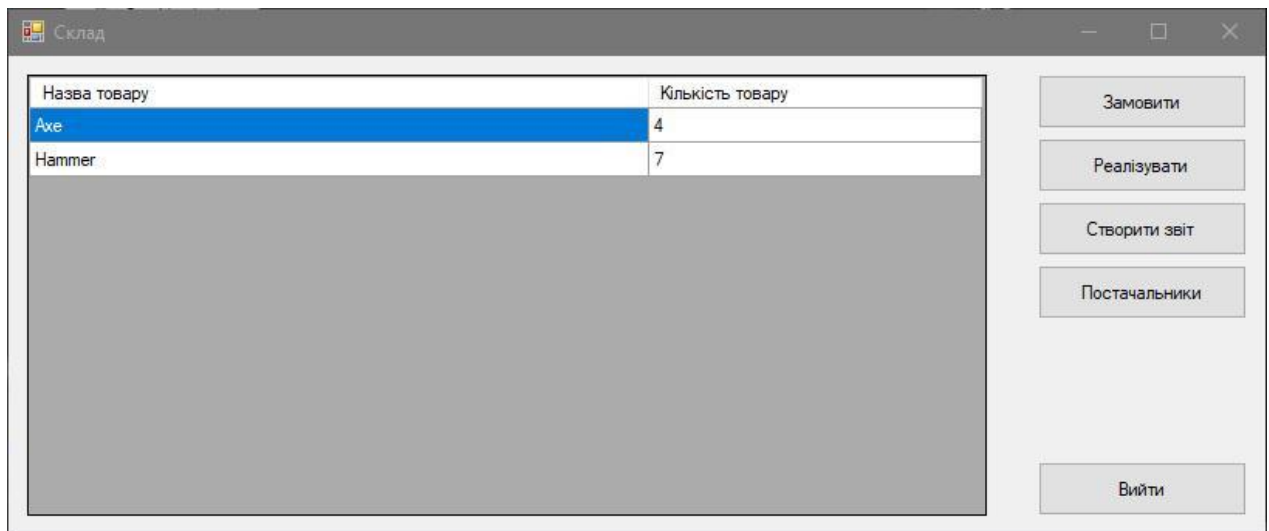 Склад
Назва товару Кількість товару
Axe 4
Hammer 7
Замовити
Реалізувати
Створити звіт
Постачальники
Вийти